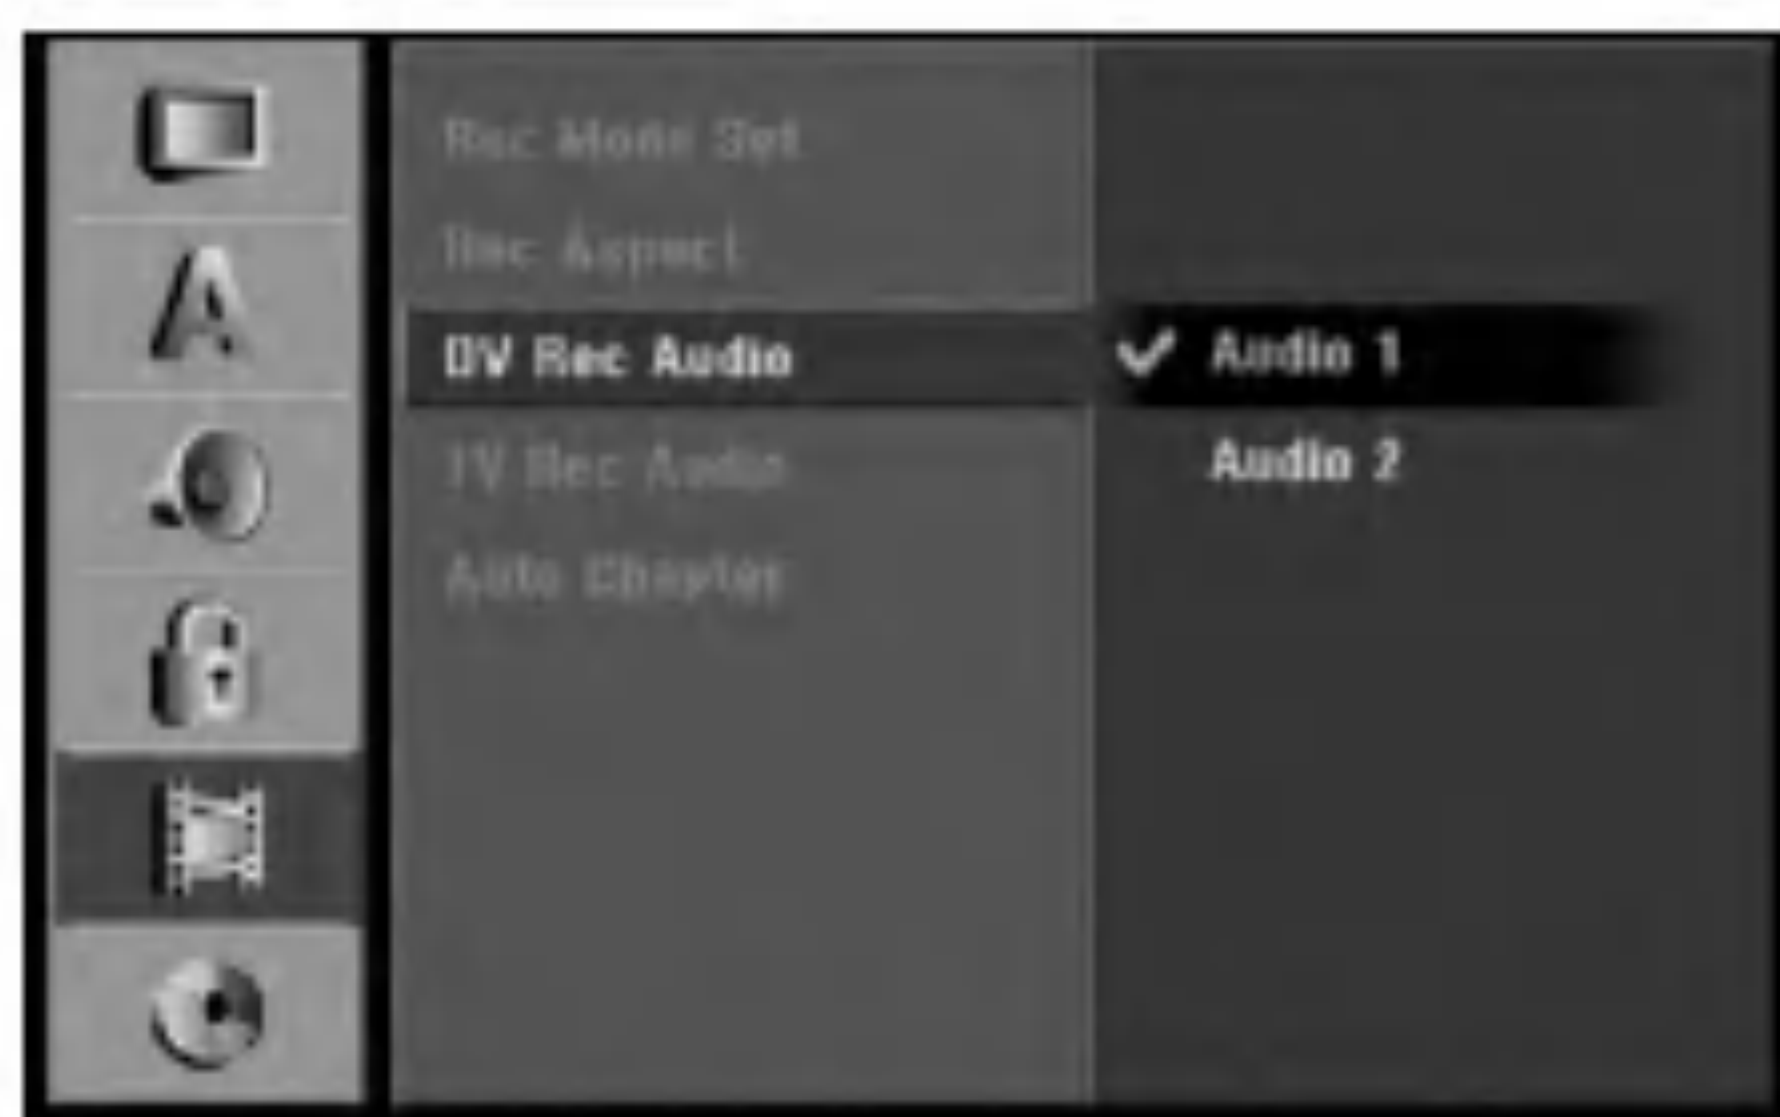 Rec Mode Set
Rec Aspect
DV Rec Audio
Audio 1
TV Rec Audio
Audio 2
Auto Chapter